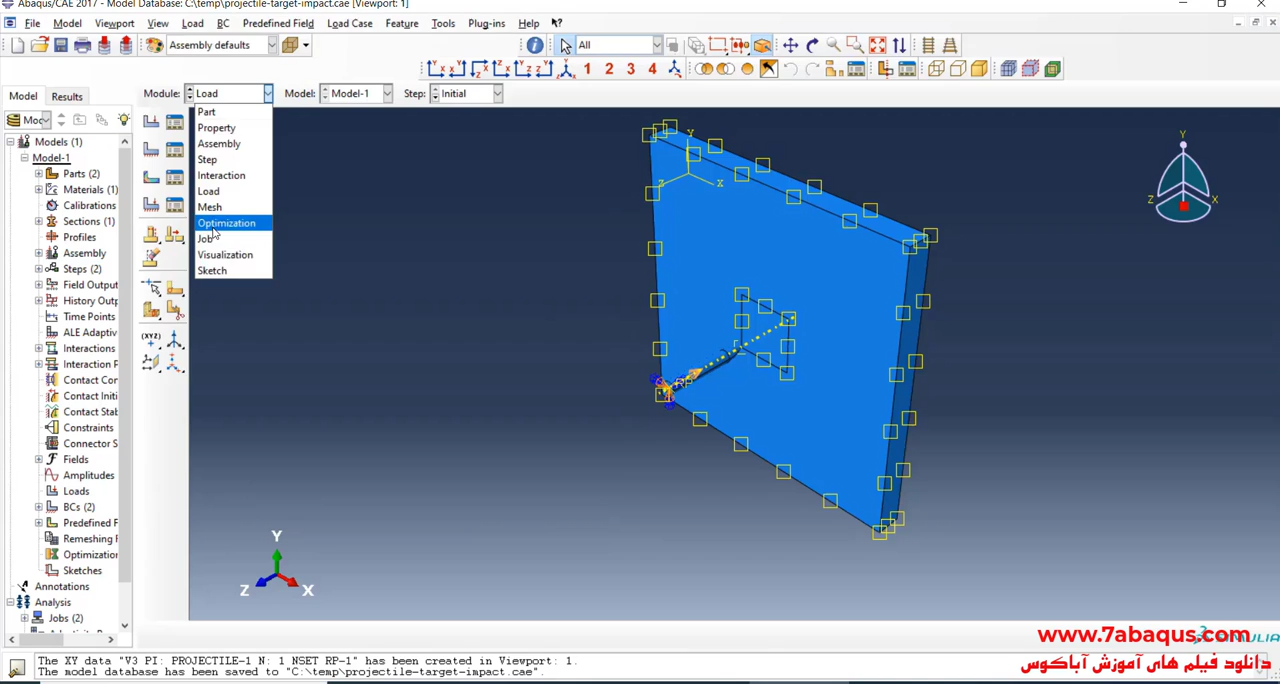 Abaqus/CAE 2017 - Model Database: C:\temp\projectile-target-impact.cae [Viewport: 1]
File Model Viewport View Load BC Predefined Field Load Case Feature Tools Plug-ins Help
Assembly defaults All
1 2 3 4
Model Results Module: Load Model: Model-1 Step: Initial
Part
Property
Assembly
Step
Interaction
Load
Mesh
Optimization
Job
Visualization
Sketch
Models (1)
Model-1
Parts (2)
Materials (1)
Calibrations
Sections (1)
Profiles
Assembly
Steps (2)
Field Output
History Outp
Time Points
ALE Adaptiv
Interactions
Interaction P
Contact Con
Contact Initi
Contact Stab
Constraints
Connector S
Fields
Amplitudes
Loads
BCs (2)
Predefined F
Remeshing
Optimization
Sketches
Annotations
Analysis
Jobs (2)
(XYZ)
Y
X
Z
RP
Y
Z X
Y
Z X
www.7abaqus.com
دانلود فیلم های آموزش آباکوس
The XY data "V3 PI: PROJECTILE-1 N: 1 NSET RP-1" has been created in Viewport: 1.
The model database has been saved to "C:\temp\projectile-target-impact.cae".